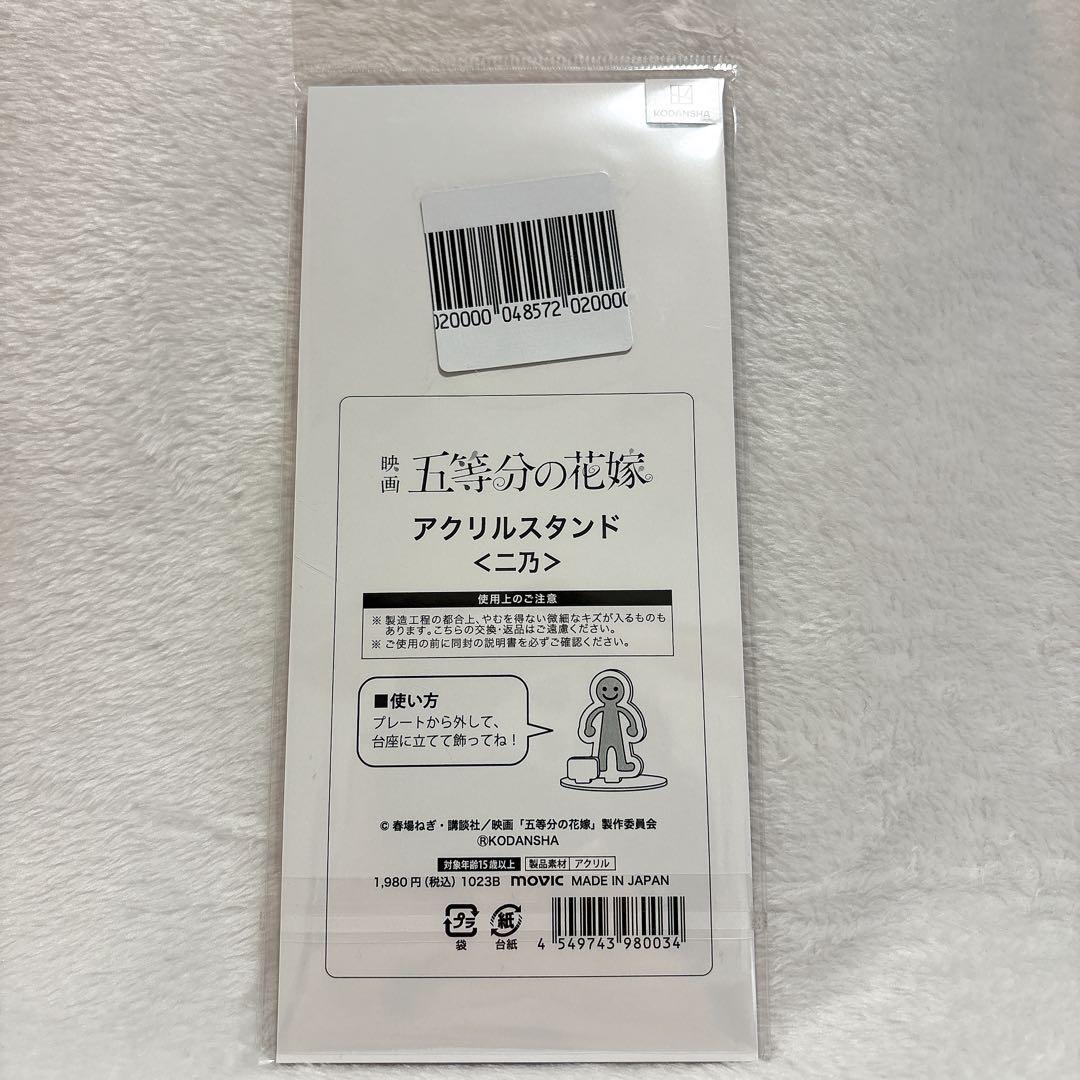 KODANSHA
020000 048572 020000
映画 五等分の花嫁
アクリルスタンド
＜二乃＞
使用上のご注意
※ 製造工程の都合上、やむを得ない微細なキズが入るものも
あります。こちらの交換・返品はご遠慮ください。
※ ご使用の前に同封の説明書を必ずご確認ください。
■使い方
プレートから外して、
台座に立てて飾ってね！
© 春場ねぎ・講談社／映画「五等分の花嫁」製作委員会
ⓇKODANSHA
対象年齢15歳以上 製品素材 アクリル
1,980円（税込） 1023B movic MADE IN JAPAN
プラ 紙
袋 台紙
4 549743 980034